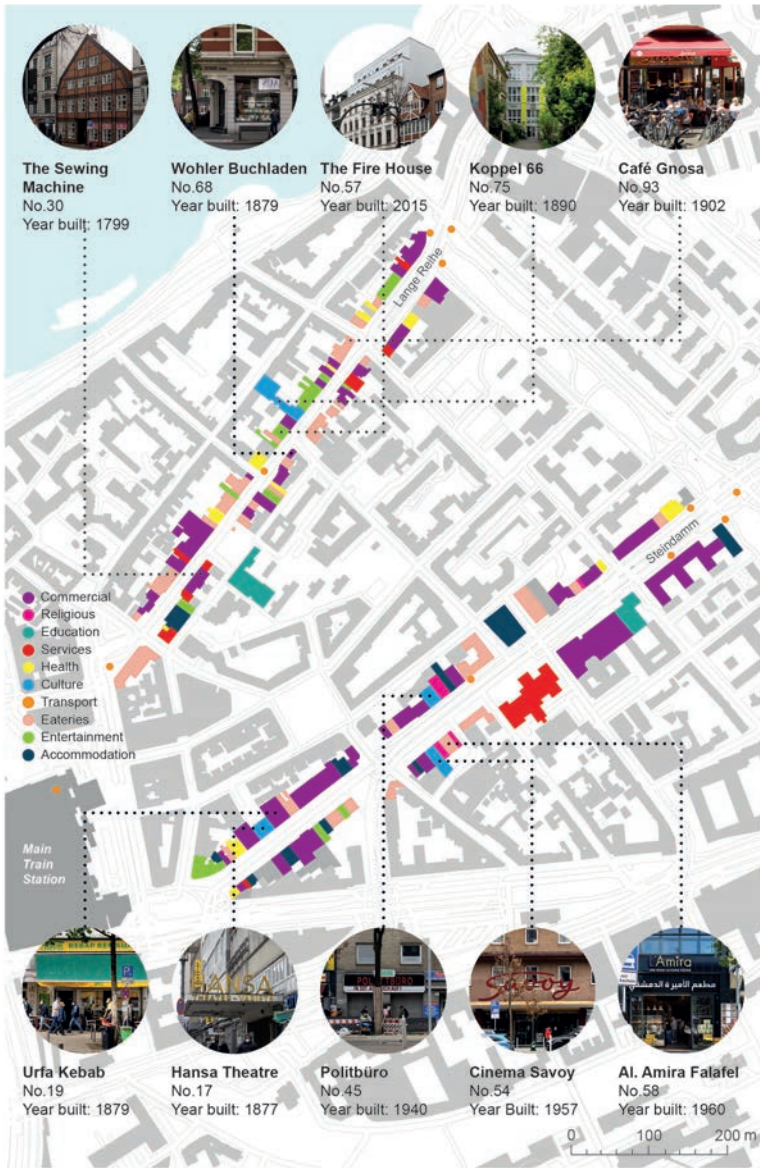 The Sewing
Machine
No.30
Year built: 1799
Wohler Buchladen
No.68
Year built: 1879
The Fire House
No.57
Year built: 2015
Koppel 66
No.75
Year built: 1890
Café Gnosa
No.93
Year built: 1902
Lange Reihe
Steindamm
Commercial
Religious
Education
Services
Health
Culture
Transport
Eateries
Entertainment
Accommodation
Main
Train
Station
HANSA
Savoy
Amira
مطعم الاميرة الدمشقي
Urfa Kebab
No.19
Year built: 1879
Hansa Theatre
No.17
Year built: 1877
Politbüro
No.45
Year built: 1940
Cinema Savoy
No.54
Year Built: 1957
Al. Amira Falafel
No.58
Year built: 1960
0 100 200 m